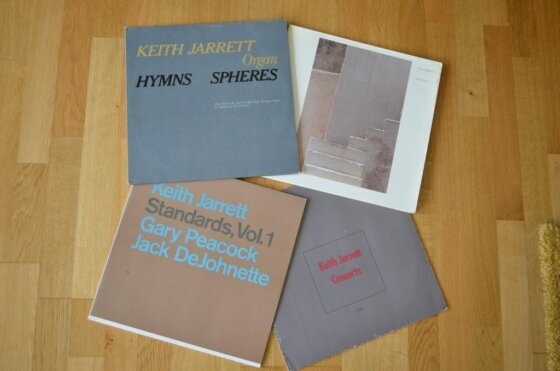 KEITH JARRETT
Organ
HYMNS SPHERES
Keith Jarrett
Standards, Vol. 1
Gary Peacock
Jack DeJohnette
Keith Jarrett
Concerts